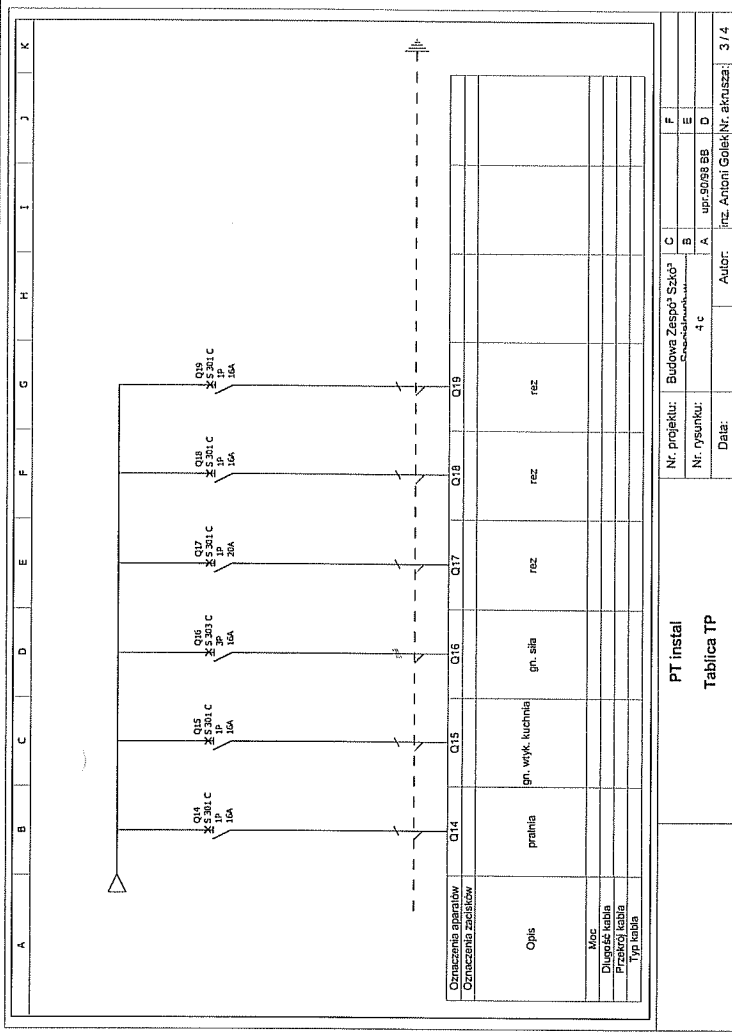 A B C D E F G H I J K
Q14
S 301 C
1P
16A
Q15
S 301 C
1P
16A
Q16
S 303 C
3P
16A
Q17
S 301 C
1P
20A
Q18
S 301 C
1P
16A
Q19
S 301 C
1P
16A
Oznaczenia aparatów Q14 Q15 Q16 Q17 Q18 Q19
Oznaczenia zacisków
Opis pralnia gn. wtyk. kuchnia gn. siła rez rez rez
Moc
Długość kabla
Przekrój kabla
Typ kabla
PT instal
Tablica TP
Nr. projektu: Budowa Zespó³ Szkó³ C F
B E
Nr. rysunku: 4 c A upr.90/98 BB D
Data: Autor: inz. Antoni Golek Nr. akrusza: 3 / 4